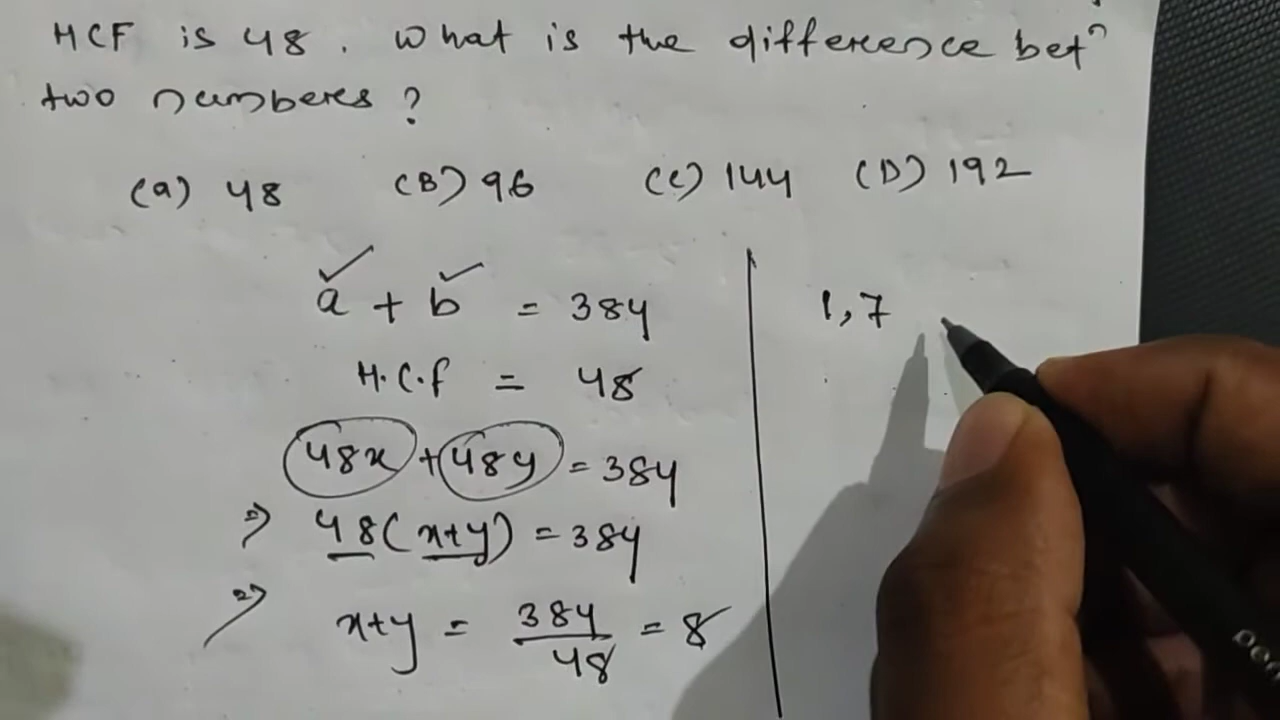 HCF is 48. What is the difference betn
two numberes?
(a) 48 (B) 96 (C) 144 (D) 192
a + b = 384
H.C.f = 48
48x + 48y = 384
⇒ 48(x+y) = 384
⇒ x+y = 384/48 = 8
1, 7